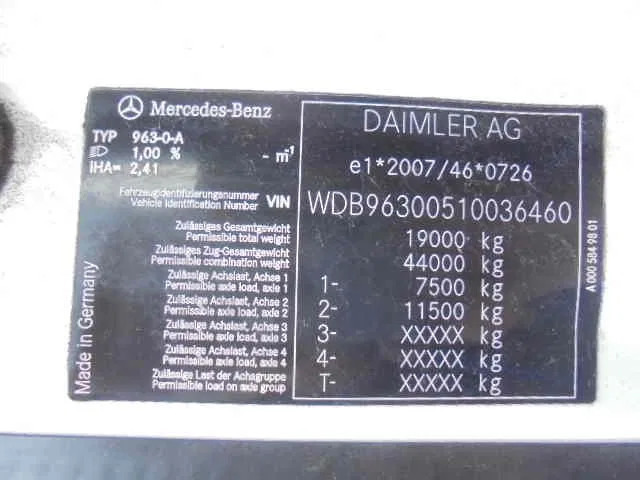 Mercedes-Benz
TYP 963-0-A
1,00 % - m⁻¹
IHA= 2,41
DAIMLER AG
e1*2007/46*0726
Fahrzeugidentifizierungsnummer
Vehicle Identification Number VIN WDB96300510036460
Zulässiges Gesamtgewicht
Permissible total weight 19000 kg
Zulässiges Zug-Gesamtgewicht
Permissible combination weight 44000 kg
Zulässige Achslast, Achse 1
Permissible axle load, axle 1 1- 7500 kg
Zulässige Achslast, Achse 2
Permissible axle load, axle 2 2- 11500 kg
Zulässige Achslast, Achse 3
Permissible axle load, axle 3 3- XXXXX kg
Zulässige Achslast, Achse 4
Permissible axle load, axle 4 4- XXXXX kg
Zulässige Last der Achsgruppe
Permissible load on axle group T- XXXXX kg
Made in Germany
A 000 584 98 01